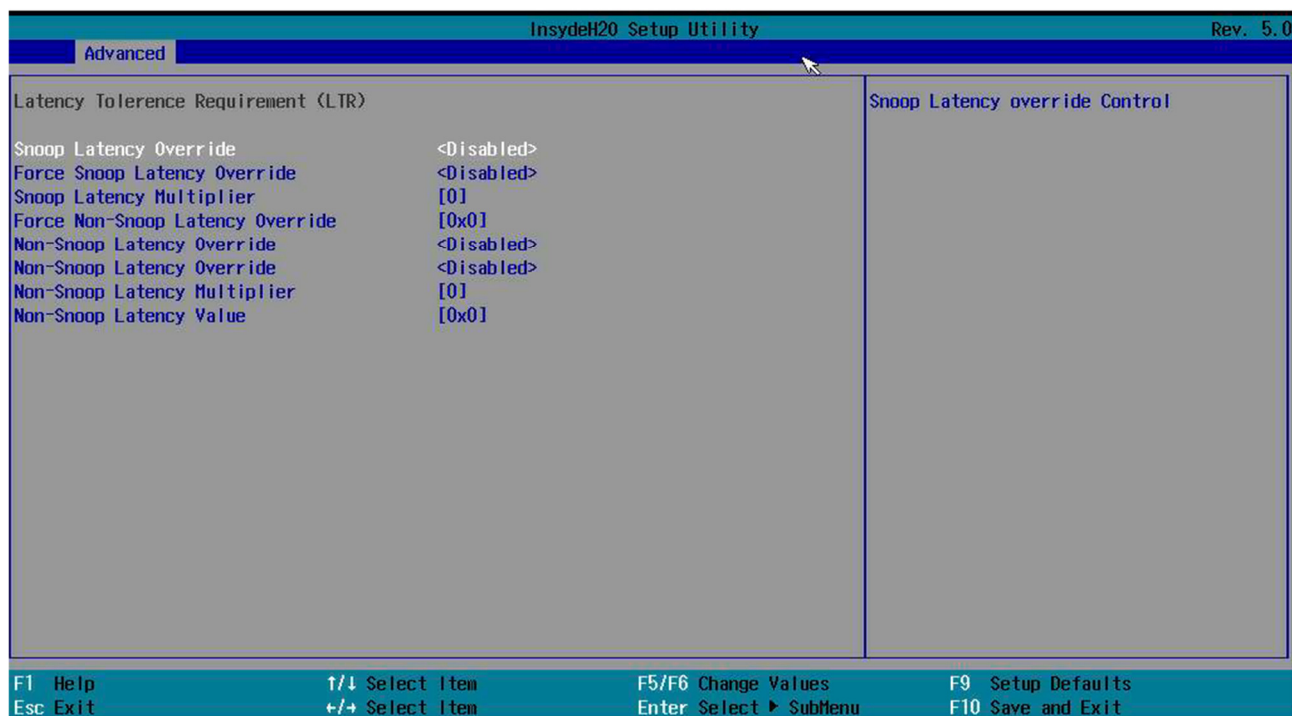 InsydeH20 Setup Utility Rev. 5.0
Advanced
Latency Tolerence Requirement (LTR)
Snoop Latency override Control
Snoop Latency Override <Disabled>
Force Snoop Latency Override <Disabled>
Snoop Latency Multiplier [0]
Force Non-Snoop Latency Override [0x0]
Non-Snoop Latency Override <Disabled>
Non-Snoop Latency Override <Disabled>
Non-Snoop Latency Multiplier [0]
Non-Snoop Latency Value [0x0]
F1 Help ↑/↓ Select Item F5/F6 Change Values F9 Setup Defaults
Esc Exit ←/→ Select Item Enter Select ▶ SubMenu F10 Save and Exit